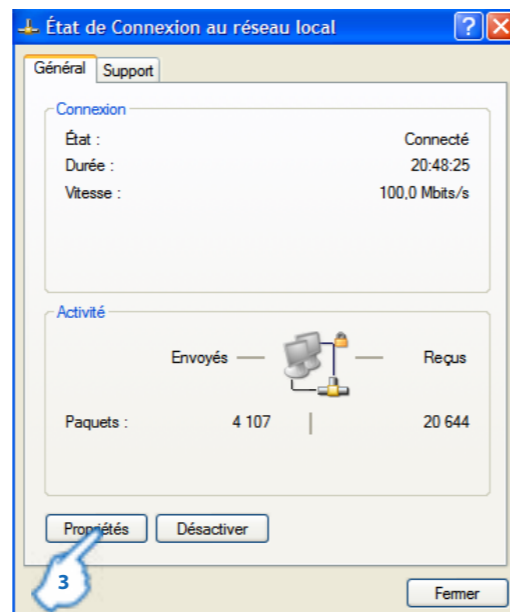 État de Connexion au réseau local
Général Support
Connexion
État : Connecté
Durée : 20:48:25
Vitesse : 100,0 Mbits/s
Activité
Envoyés Reçus
Paquets : 4 107 20 644
Propriétés Désactiver
3
Fermer